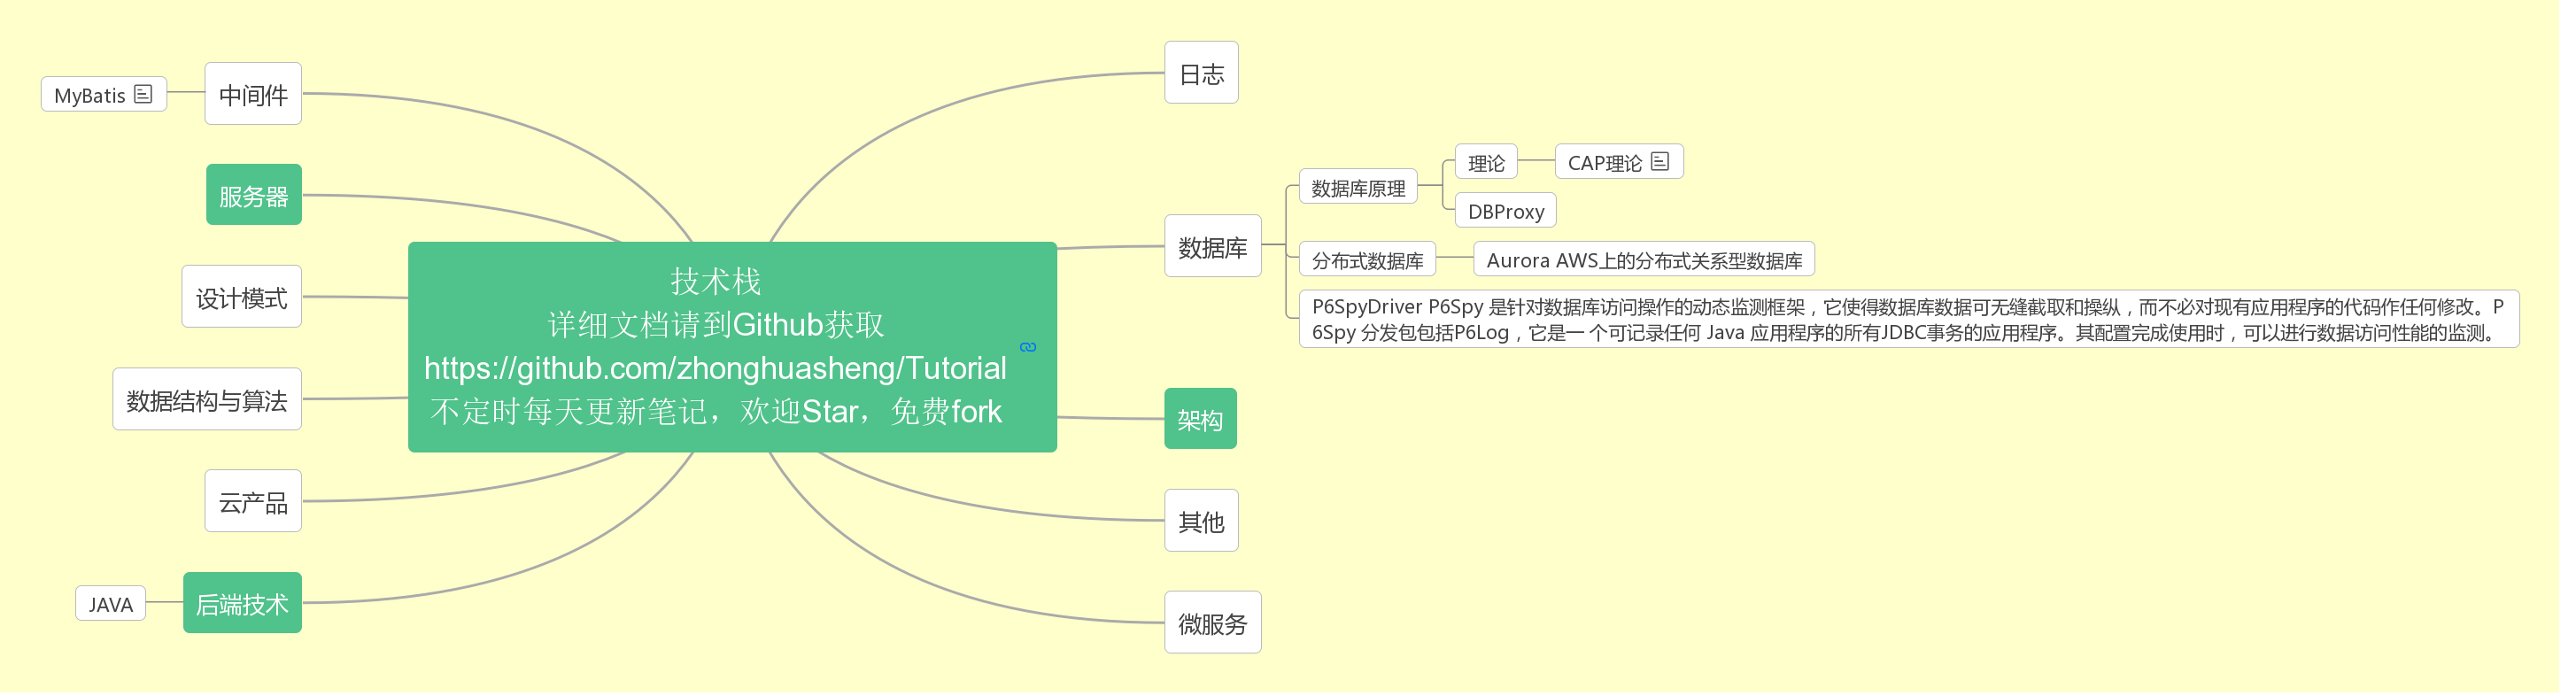 技术栈
详细文档请到Github获取
https://github.com/zhonghuasheng/Tutorial
不定时每天更新笔记，欢迎Star，免费fork
日志
数据库
数据库原理
理论
CAP理论
DBProxy
分布式数据库
Aurora AWS上的分布式关系型数据库
P6SpyDriver P6Spy 是针对数据库访问操作的动态监测框架，它使得数据库数据可无缝截取和操纵，而不必对现有应用程序的代码作任何修改。P
6Spy 分发包包括P6Log，它是一 个可记录任何 Java 应用程序的所有JDBC事务的应用程序。其配置完成使用时，可以进行数据访问性能的监测。
架构
其他
微服务
中间件
MyBatis
服务器
设计模式
数据结构与算法
云产品
后端技术
JAVA